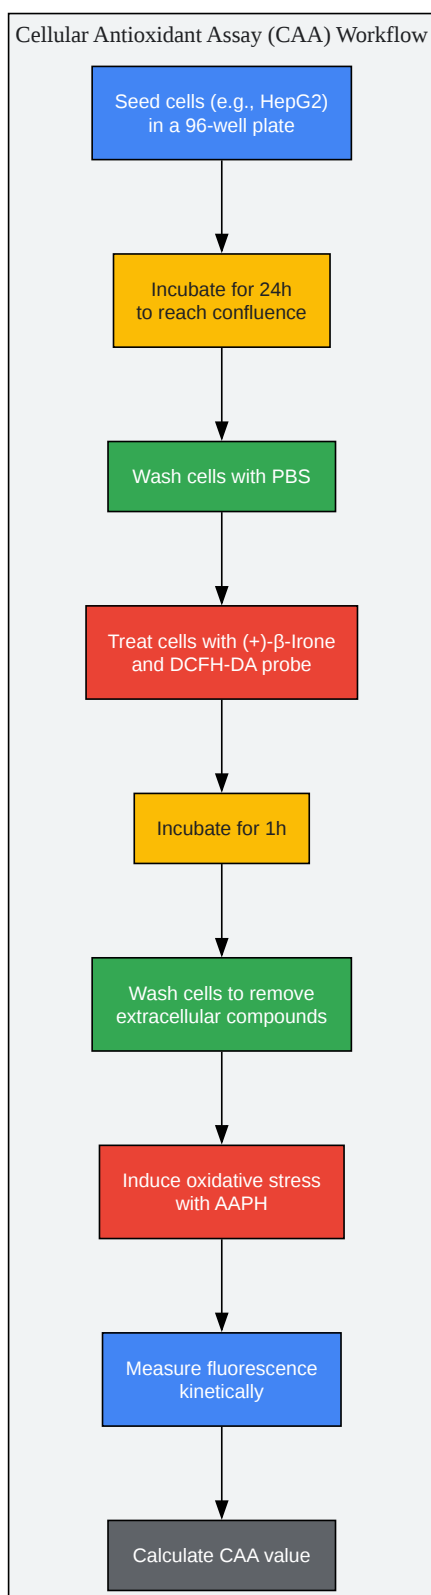 Cellular Antioxidant Assay (CAA) Workflow
Seed cells (e.g., HepG2)
in a 96-well plate
Incubate for 24h
to reach confluence
Wash cells with PBS
Treat cells with (+)-β-Irone
and DCFH-DA probe
Incubate for 1h
Wash cells to remove
extracellular compounds
Induce oxidative stress
with AAPH
Measure fluorescence
kinetically
Calculate CAA value